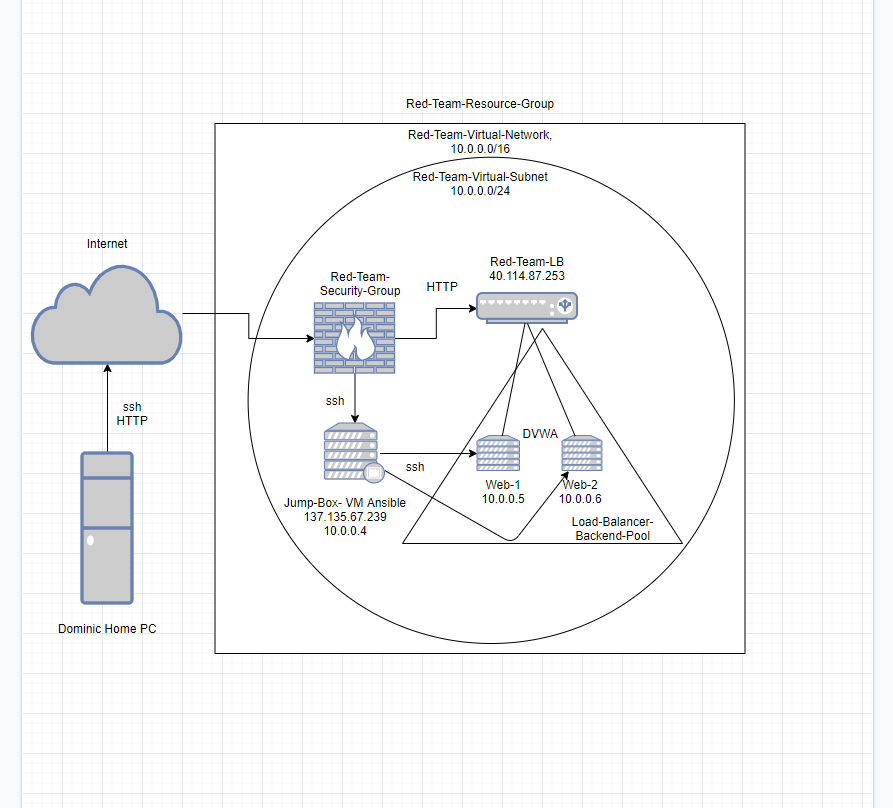 Red-Team-Resource-Group
Red-Team-Virtual-Network,
10.0.0.0/16
Red-Team-Virtual-Subnet
10.0.0.0/24
Internet
Red-Team-LB
40.114.87.253
Red-Team-
Security-Group
HTTP
ssh
HTTP
ssh
DVWA
ssh
Web-1
10.0.0.5
Web-2
10.0.0.6
Jump-Box- VM Ansible
137.135.67.239
10.0.0.4
Load-Balancer-
Backend-Pool
Dominic Home PC